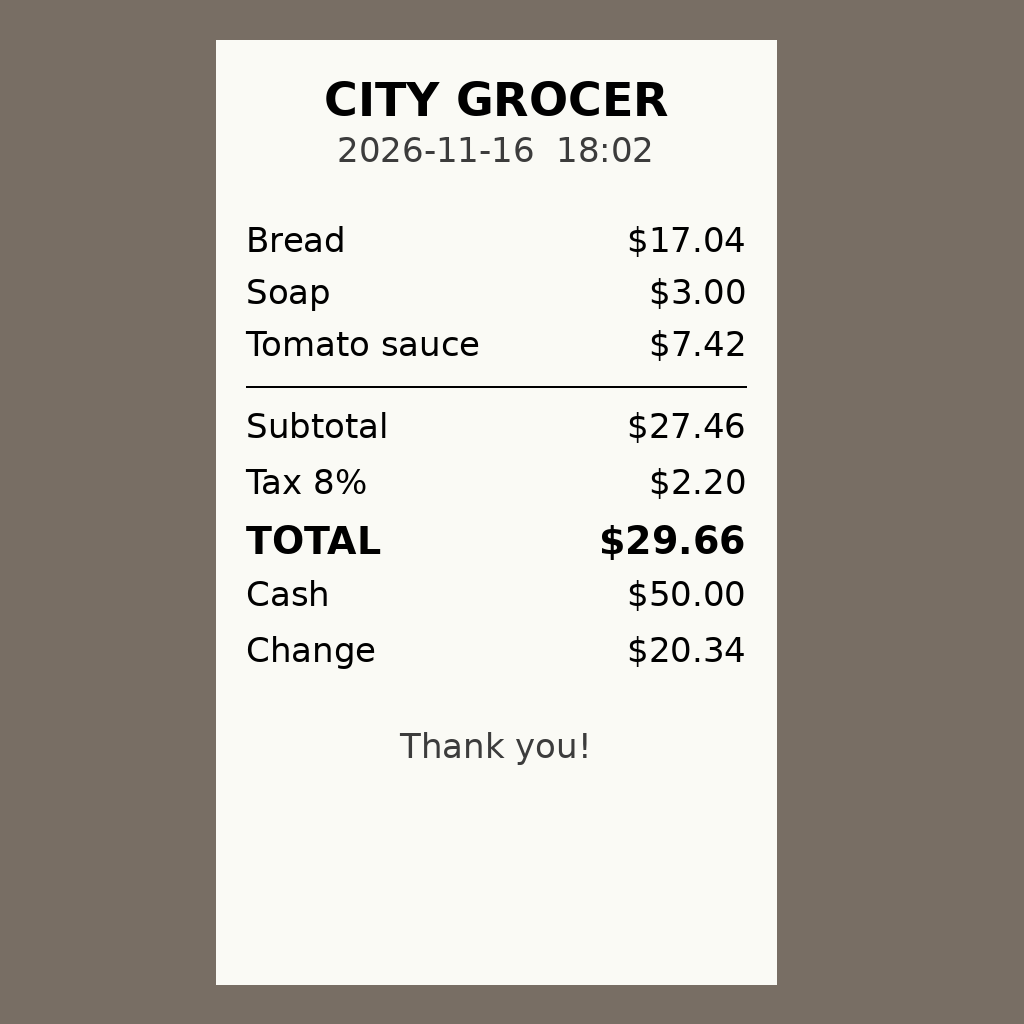 CITY GROCER
2026-11-16 18:02
Bread $17.04
Soap $3.00
Tomato sauce $7.42
Subtotal $27.46
Tax 8% $2.20
TOTAL $29.66
Cash $50.00
Change $20.34
Thank you!